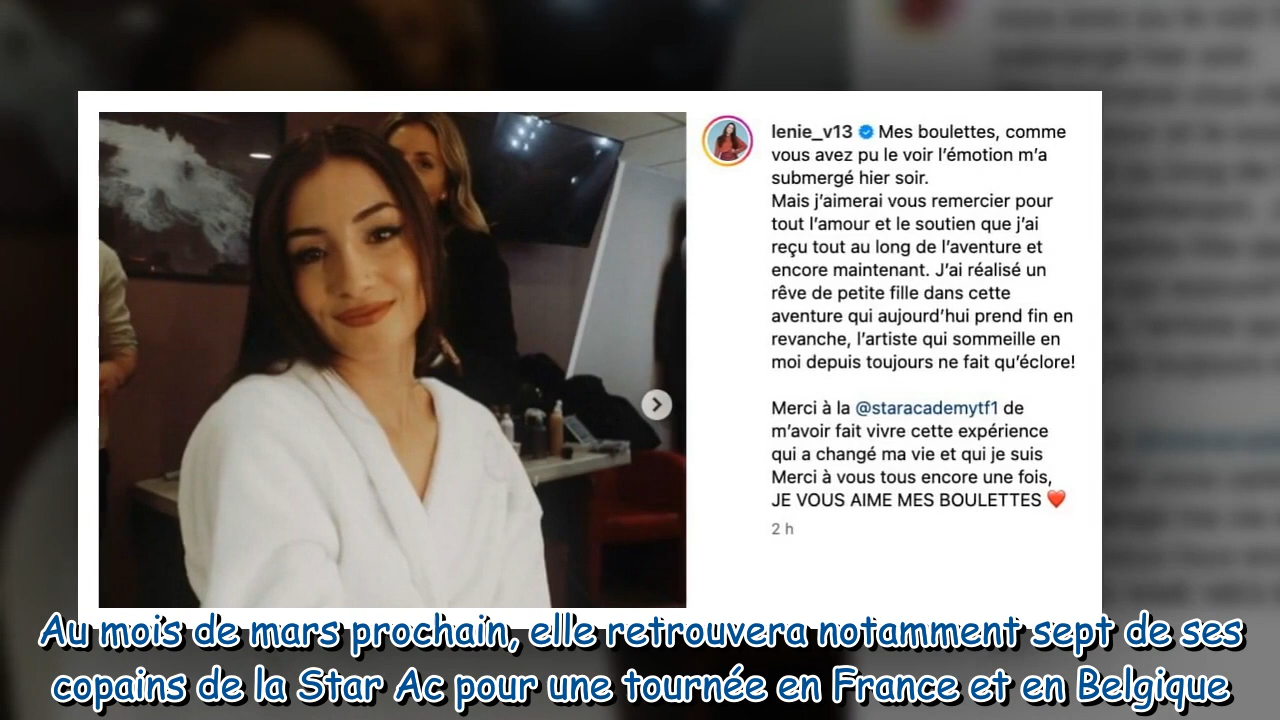 lenie_v13 Mes boulettes, comme
vous avez pu le voir l’émotion m’a
submergé hier soir.
Mais j’aimerai vous remercier pour
tout l’amour et le soutien que j’ai
reçu tout au long de l’aventure et
encore maintenant. J’ai réalisé un
rêve de petite fille dans cette
aventure qui aujourd’hui prend fin en
revanche, l’artiste qui sommeille en
moi depuis toujours ne fait qu’éclore!
Merci à la @staracademytf1 de
m’avoir fait vivre cette expérience
qui a changé ma vie et qui je suis
Merci à vous tous encore une fois,
JE VOUS AIME MES BOULETTES ❤️
2 h
Au mois de mars prochain, elle retrouvera notamment sept de ses
copains de la Star Ac pour une tournée en France et en Belgique